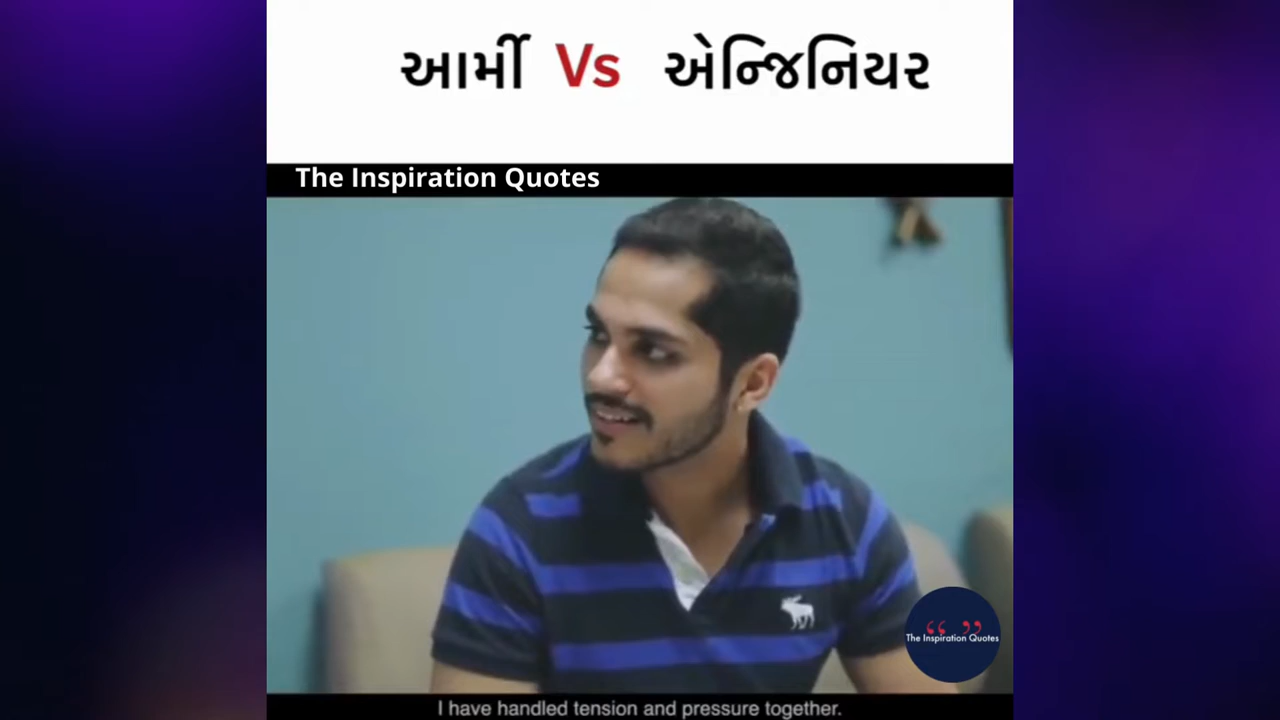 આર્મી Vs એન્જિનિયર
The Inspiration Quotes
“ ”
The Inspiration Quotes
I have handled tension and pressure together.